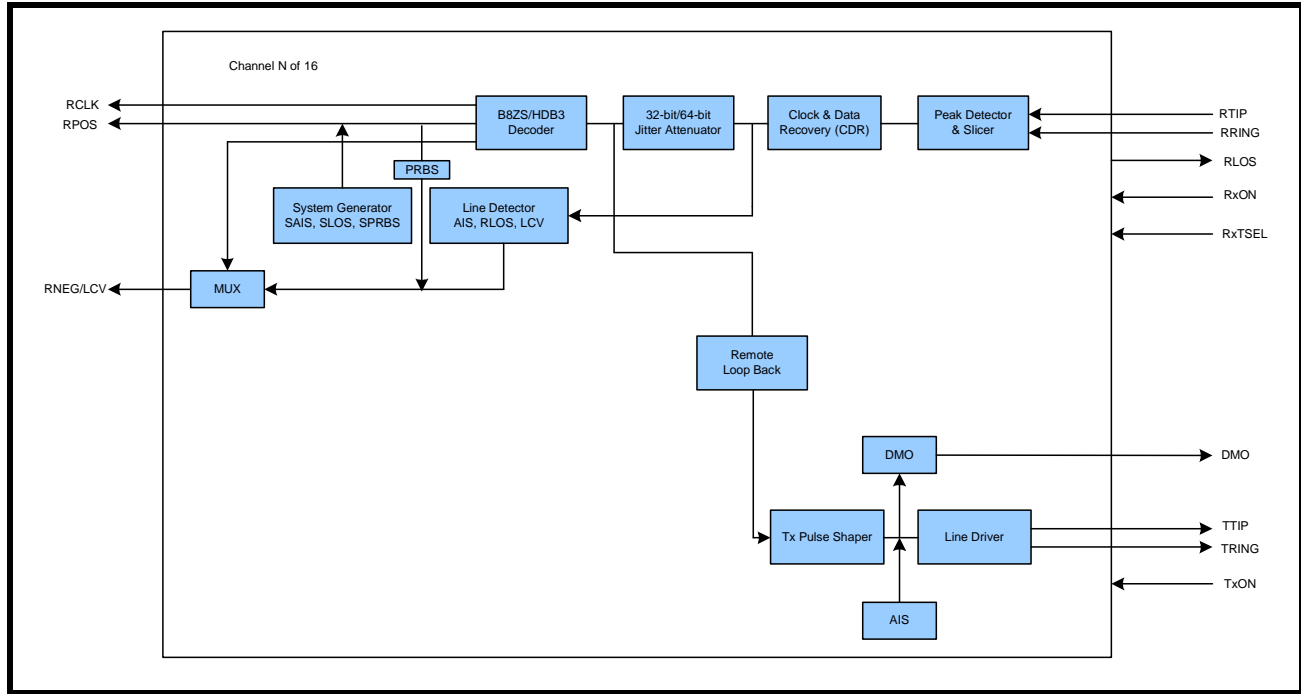 Channel N of 16
RCLK
RPOS
B8ZS/HDB3
Decoder
32-bit/64-bit
Jitter Attenuator
Clock & Data
Recovery (CDR)
Peak Detector
& Slicer
RTIP
RRING
RLOS
PRBS
System Generator
SAIS, SLOS, SPRBS
Line Detector
AIS, RLOS, LCV
RxON
RxTSEL
RNEG/LCV
MUX
Remote
Loop Back
DMO
DMO
Tx Pulse Shaper
Line Driver
TTIP
TRING
TxON
AIS